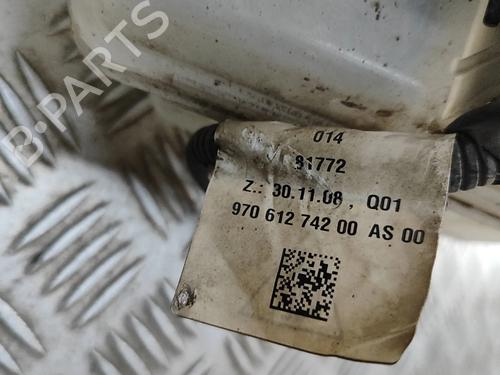 B-PARTS
014
81772
Z.: 30.11.08 , Q01
970 612 742 00 AS 00